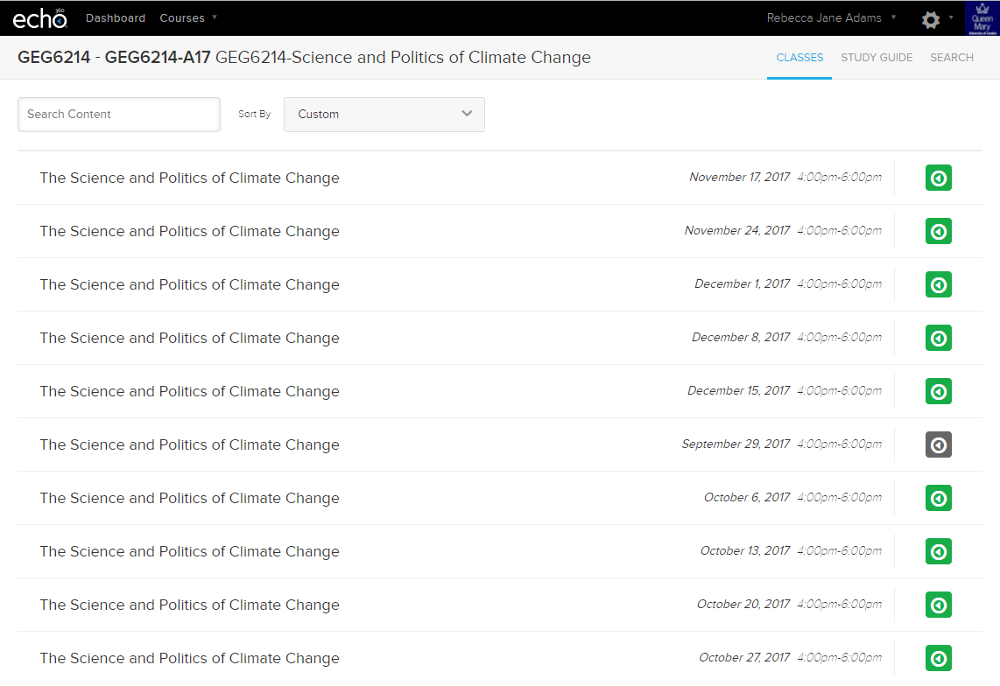 echo360 Dashboard Courses Rebecca Jane Adams Queen Mary University of London
GEG6214 - GEG6214-A17 GEG6214-Science and Politics of Climate Change CLASSES STUDY GUIDE SEARCH
Search Content Sort By Custom
The Science and Politics of Climate Change November 17, 2017 4:00pm-6:00pm
The Science and Politics of Climate Change November 24, 2017 4:00pm-6:00pm
The Science and Politics of Climate Change December 1, 2017 4:00pm-6:00pm
The Science and Politics of Climate Change December 8, 2017 4:00pm-6:00pm
The Science and Politics of Climate Change December 15, 2017 4:00pm-6:00pm
The Science and Politics of Climate Change September 29, 2017 4:00pm-6:00pm
The Science and Politics of Climate Change October 6, 2017 4:00pm-6:00pm
The Science and Politics of Climate Change October 13, 2017 4:00pm-6:00pm
The Science and Politics of Climate Change October 20, 2017 4:00pm-6:00pm
The Science and Politics of Climate Change October 27, 2017 4:00pm-6:00pm